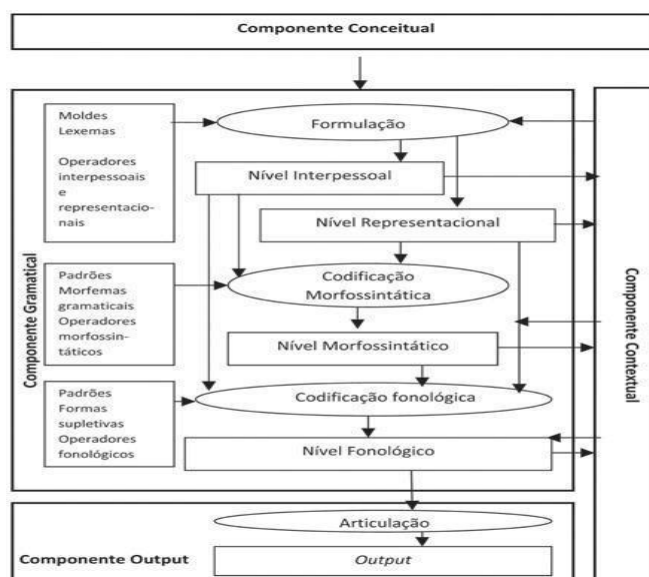 Componente Conceitual
Moldes
Lexemas
Operadores
interpessoais
e
representacio-
nais
Formulação
Nível Interpessoal
Nível Representacional
Padrões
Morfemas
gramaticais
Operadores
morfossin-
táticos
Codificação
Morfossintática
Nível Morfossintático
Padrões
Formas
supletivas
Operadores
fonológicos
Codificação fonológica
Nível Fonológico
Componente Gramatical
Componente Contextual
Articulação
Componente Output
Output